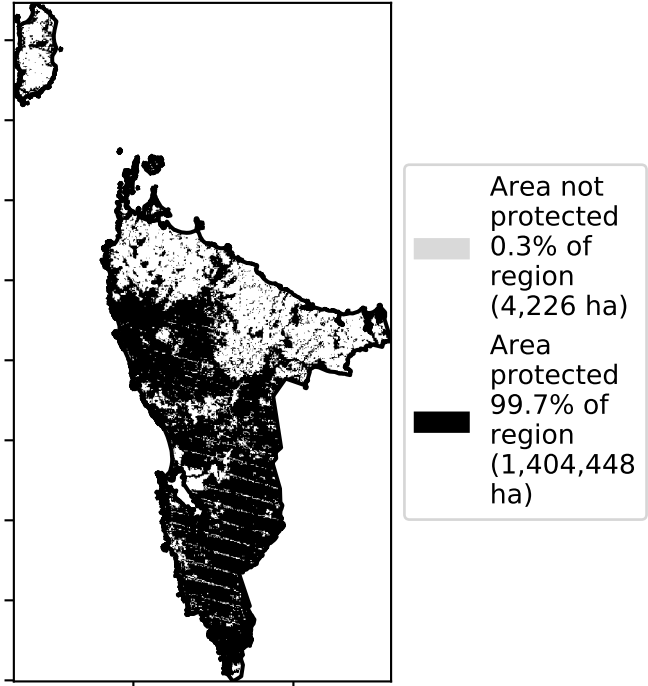 Area not
protected
0.3% of
region
(4,226 ha)
Area
protected
99.7% of
region
(1,404,448
ha)